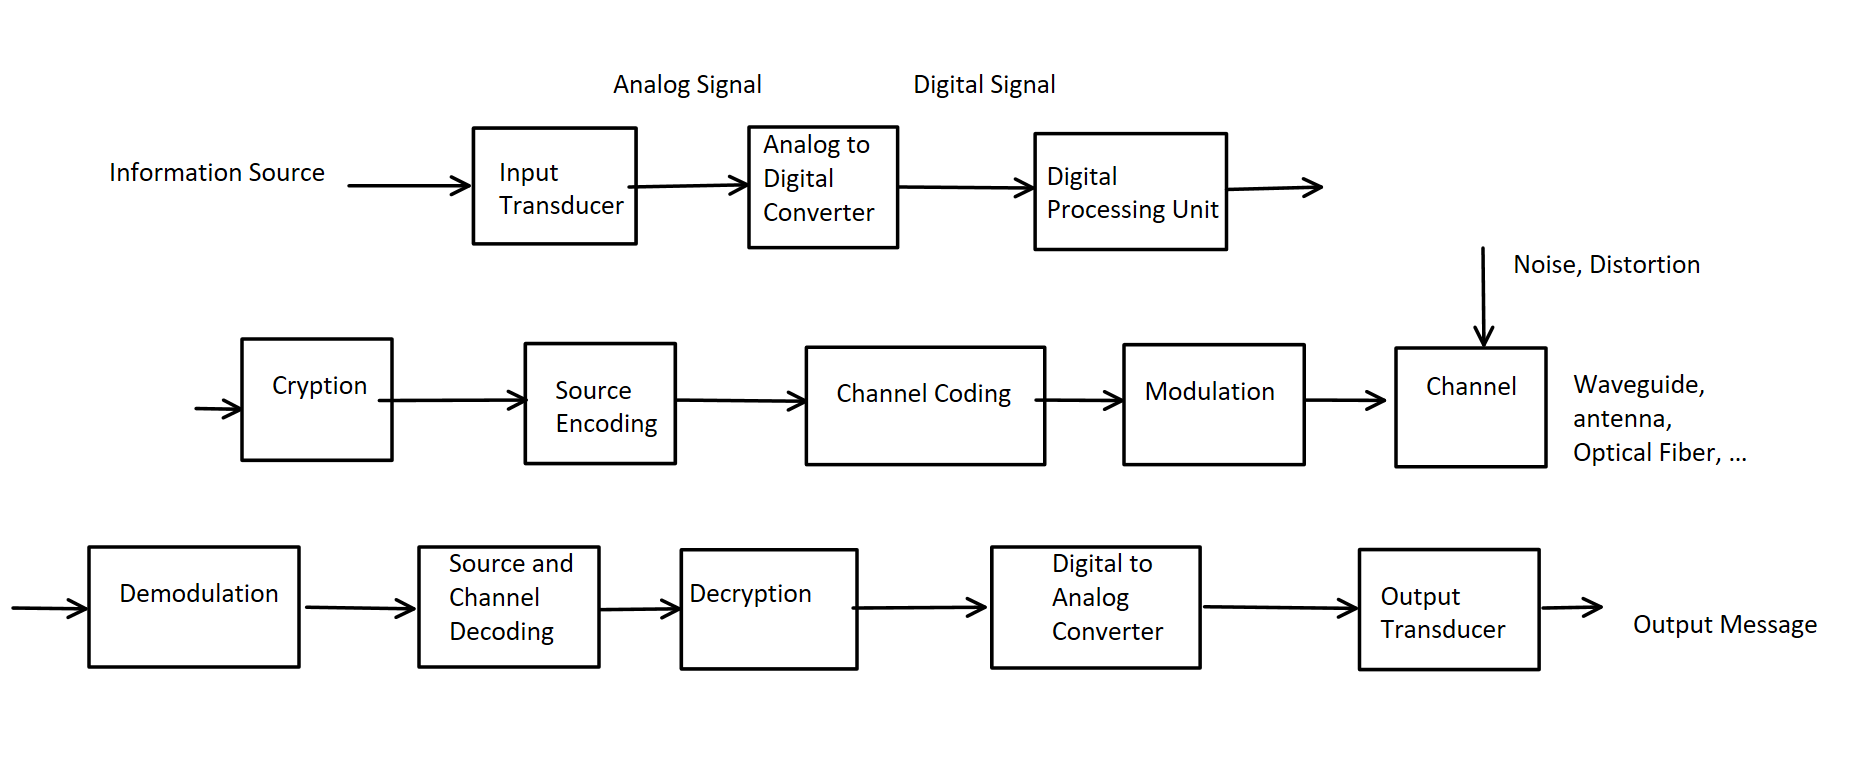 Analog Signal
Digital Signal
Information Source
Input
Transducer
Analog to
Digital
Converter
Digital
Processing Unit
Noise, Distortion
Cryption
Source
Encoding
Channel Coding
Modulation
Channel
Waveguide,
antenna,
Optical Fiber, ...
Demodulation
Source and
Channel
Decoding
Decryption
Digital to
Analog
Converter
Output
Transducer
Output Message